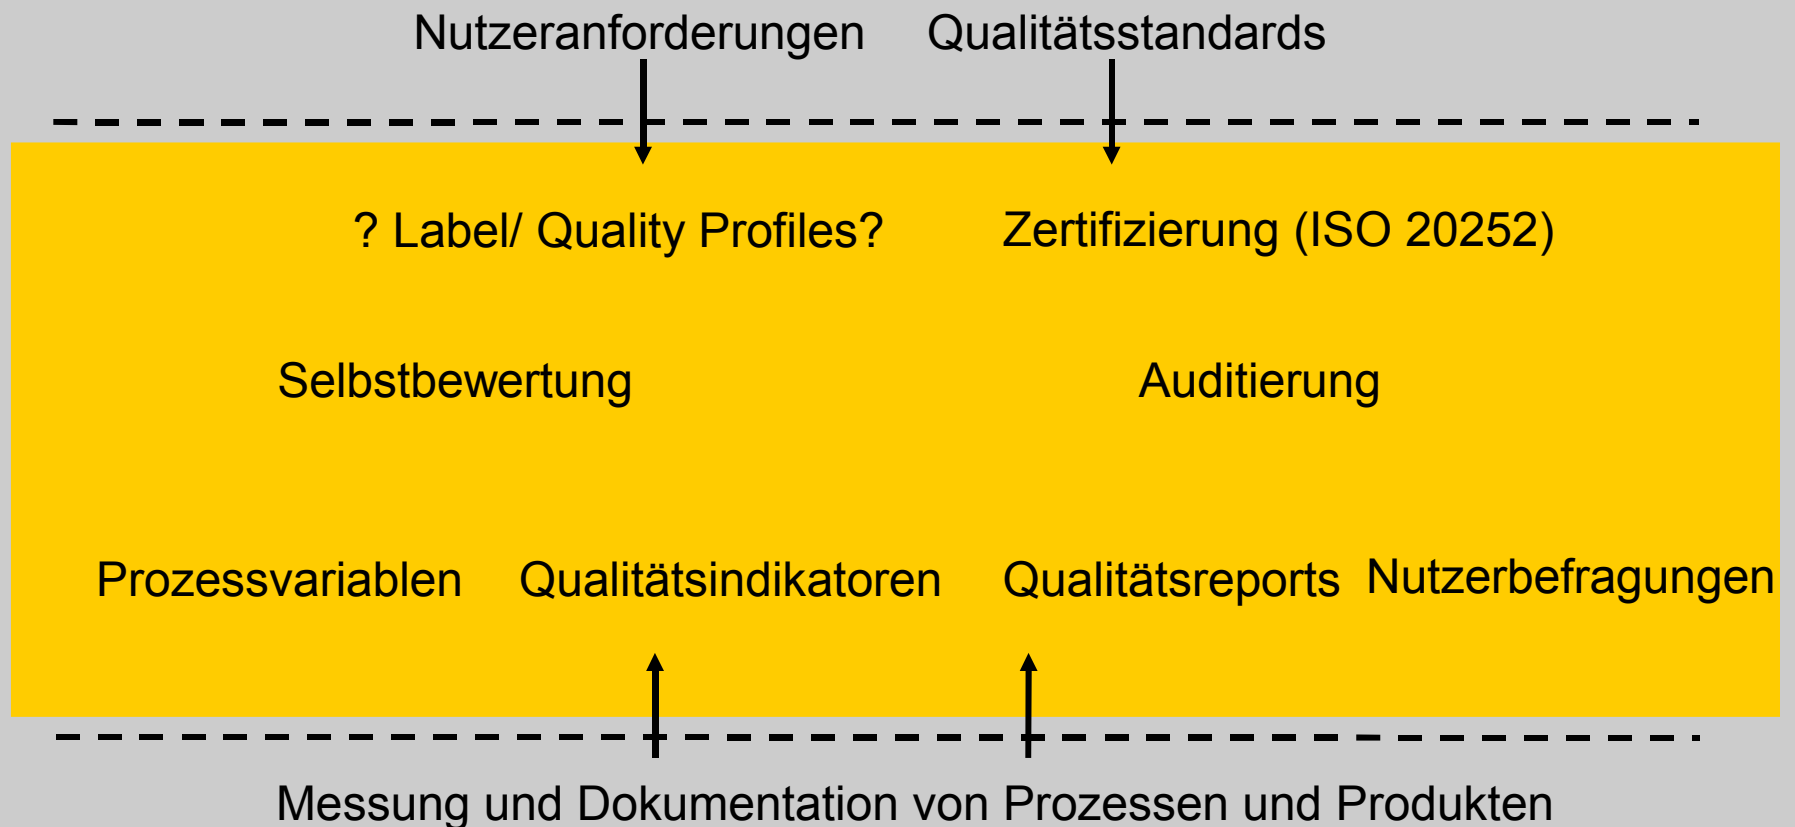 Nutzeranforderungen Qualitätsstandards
? Label/ Quality Profiles? Zertifizierung (ISO 20252)
Selbstbewertung Auditierung
Prozessvariablen Qualitätsindikatoren Qualitätsreports Nutzerbefragungen
Messung und Dokumentation von Prozessen und Produkten